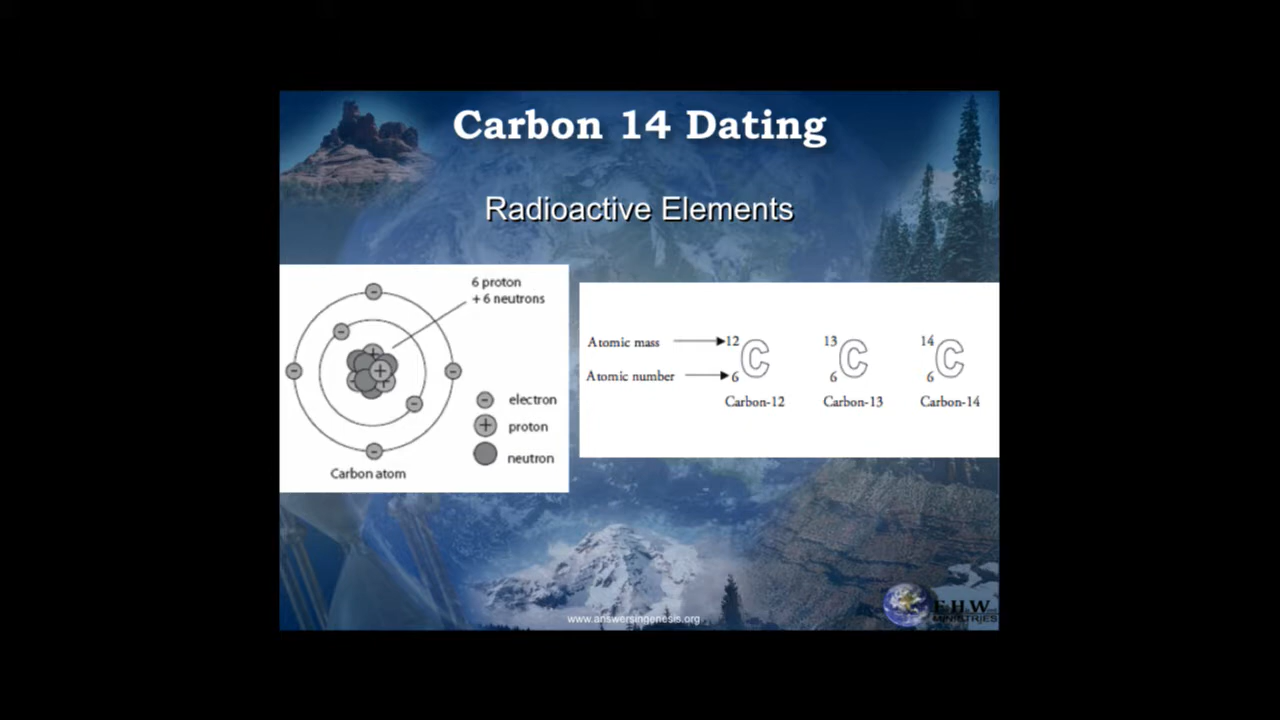 Carbon 14 Dating
Radioactive Elements
6 proton
+ 6 neutrons
electron
proton
neutron
Carbon atom
Atomic mass 12 C 13 C 14 C
Atomic number 6 6 6
Carbon-12 Carbon-13 Carbon-14
www.answersingenesis.org
E H W
MINISTRIES